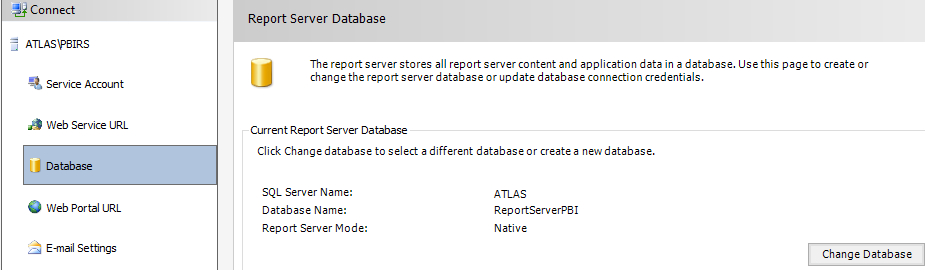 Connect
ATLAS\PBIRS
Service Account
Web Service URL
Database
Web Portal URL
E-mail Settings
Report Server Database
The report server stores all report server content and application data in a database. Use this page to create or
change the report server database or update database connection credentials.
Current Report Server Database
Click Change database to select a different database or create a new database.
SQL Server Name: ATLAS
Database Name: ReportServerPBI
Report Server Mode: Native
Change Database